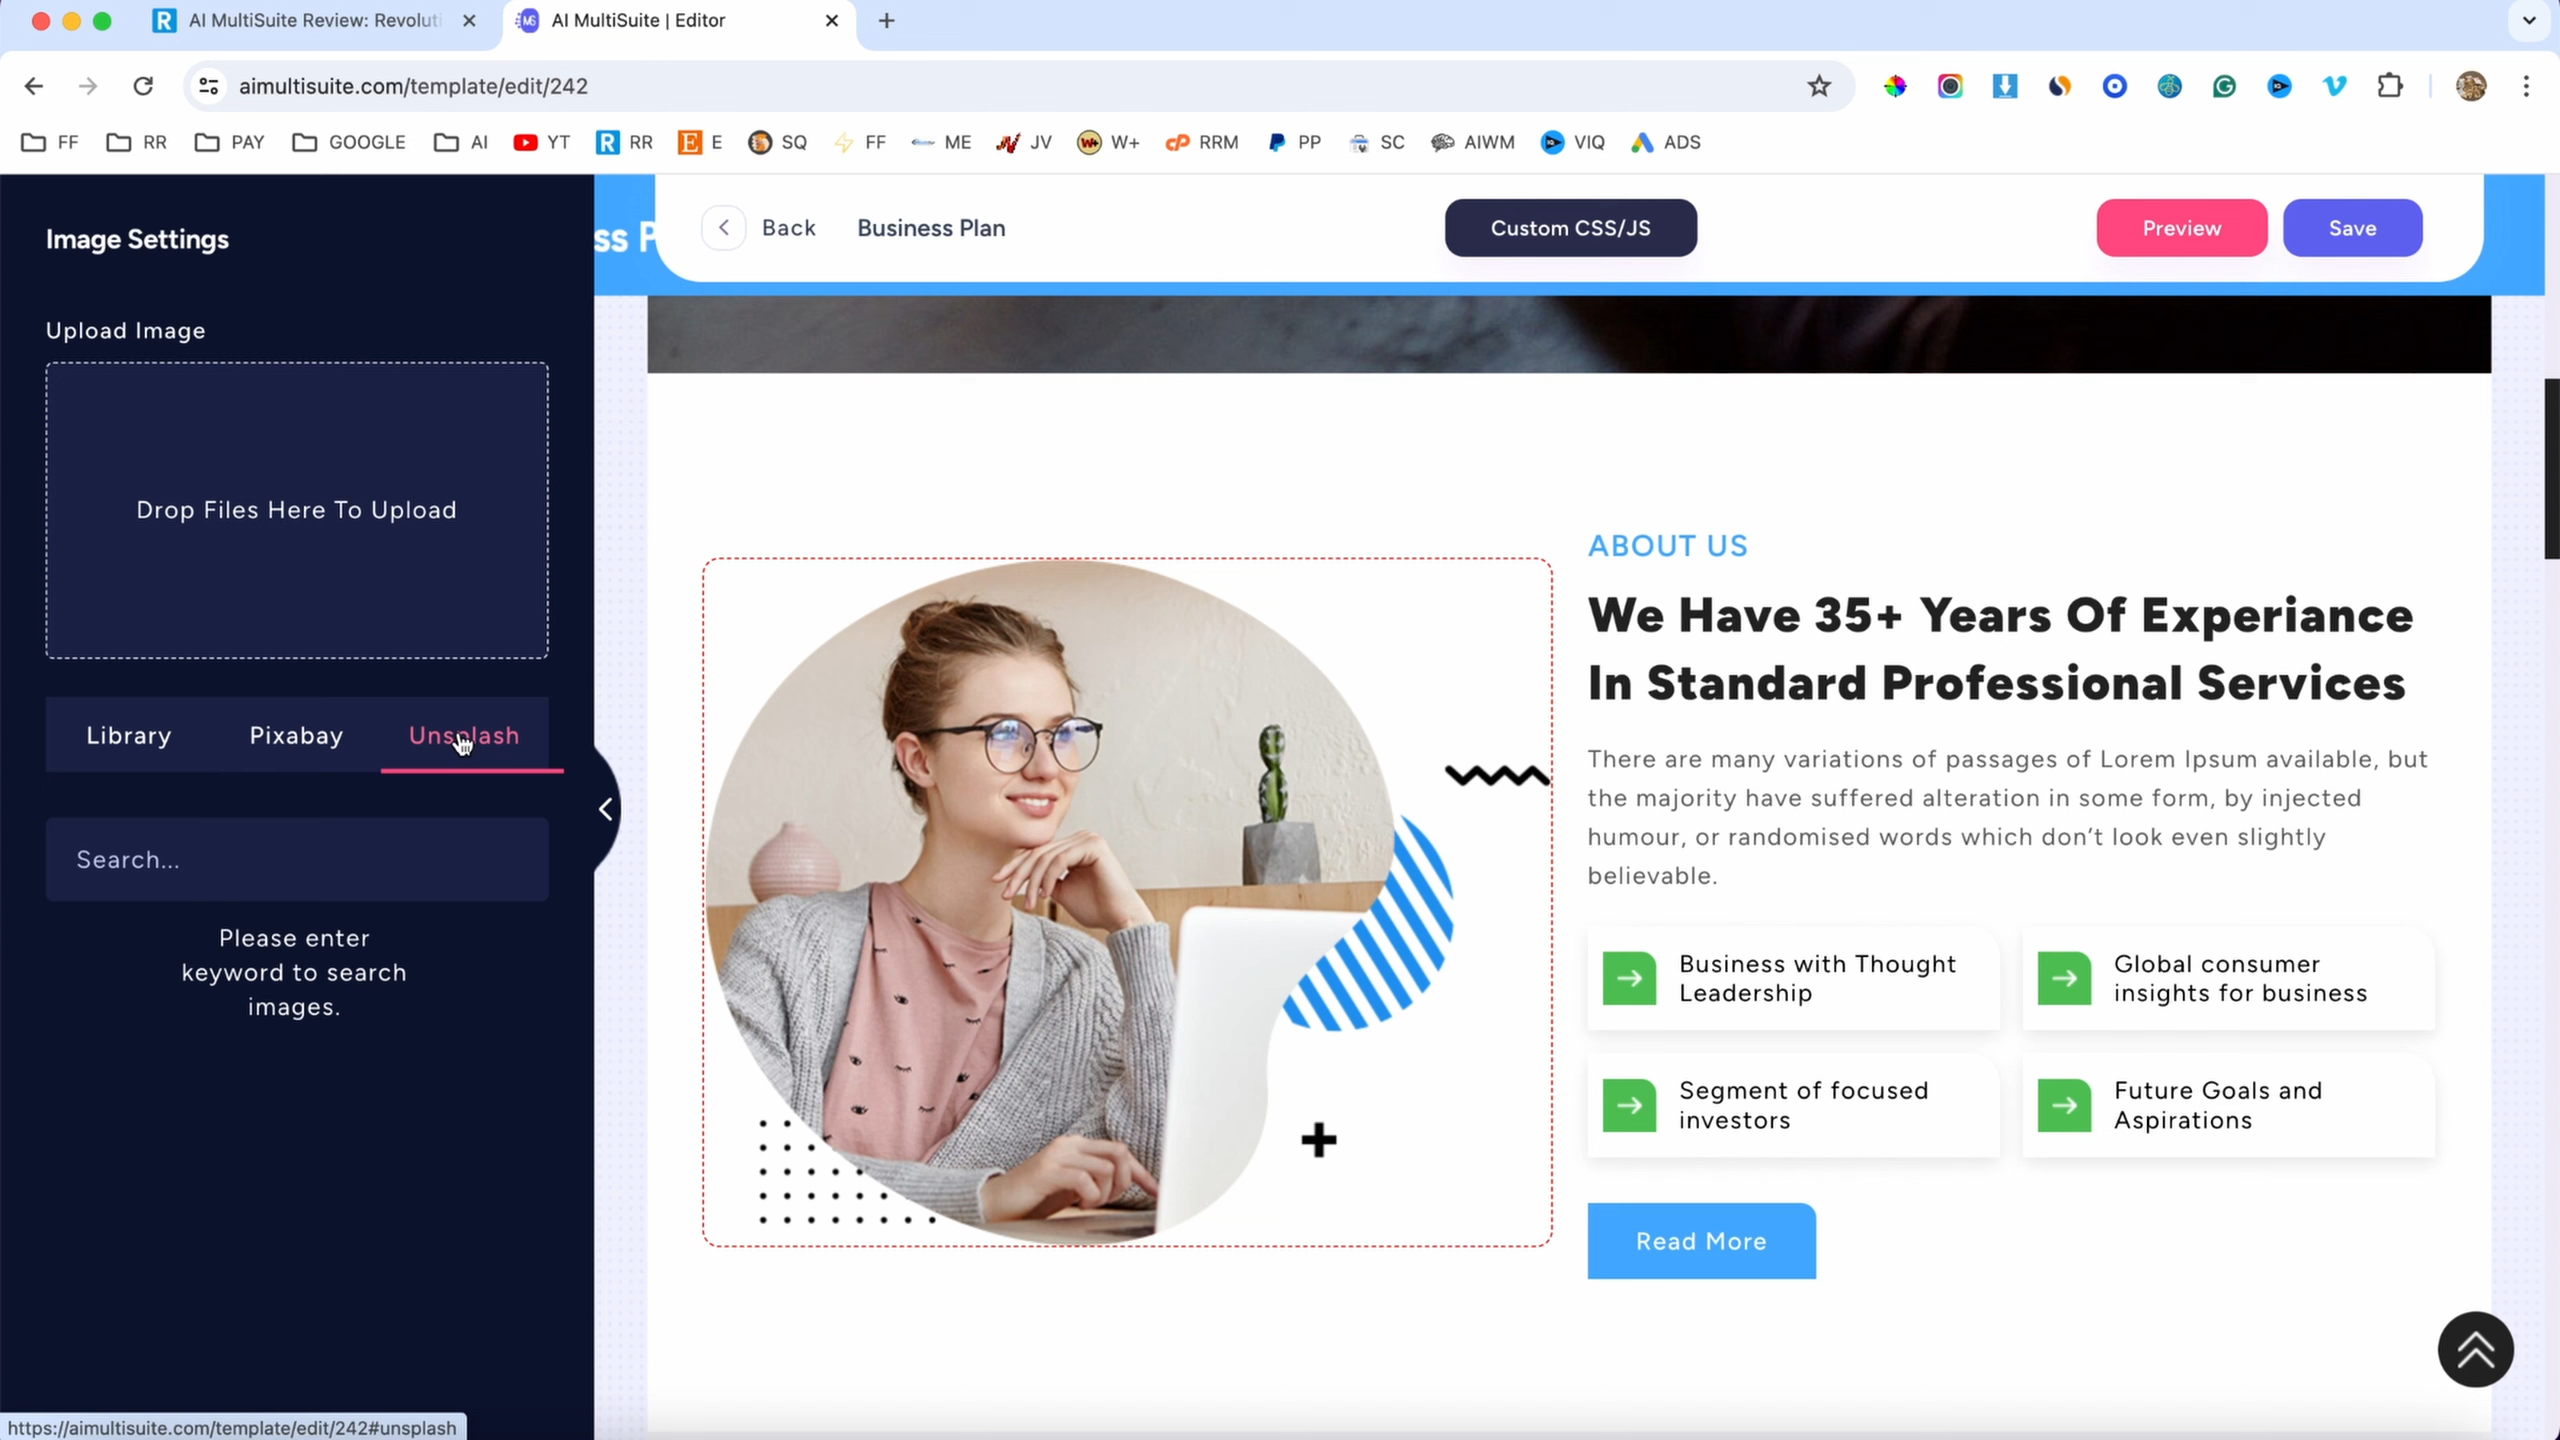 AI MultiSuite Review: Revoluti
AI MultiSuite | Editor
aimultisuite.com/template/edit/242
FF
RR
PAY
GOOGLE
AI
YT
RR
E
SQ
FF
ME
JV
W+
RRM
PP
SC
AIWM
VIQ
ADS
Image Settings
Upload Image
Drop Files Here To Upload
Library
Pixabay
Unsplash
Search...
Please enter
keyword to search
images.
https://aimultisuite.com/template/edit/242#unsplash
ss P
Back
Business Plan
Custom CSS/JS
Preview
Save
ABOUT US
We Have 35+ Years Of Experiance
In Standard Professional Services
There are many variations of passages of Lorem Ipsum available, but
the majority have suffered alteration in some form, by injected
humour, or randomised words which don’t look even slightly
believable.
Business with Thought
Leadership
Global consumer
insights for business
Segment of focused
investors
Future Goals and
Aspirations
Read More